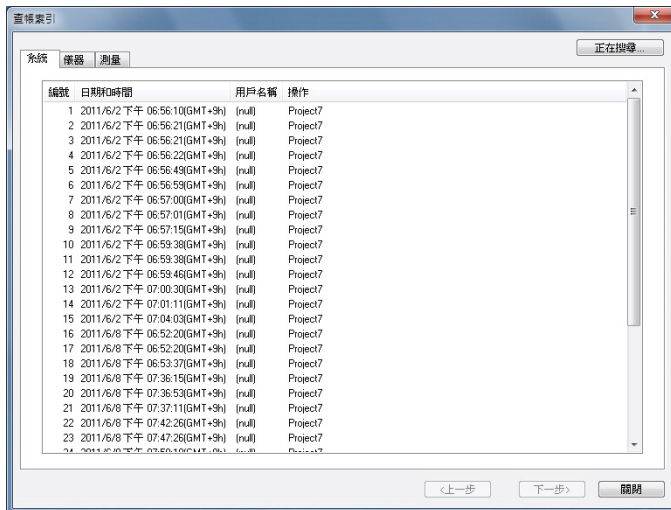 查帳索引
正在搜尋...
系統 儀器 測量
編號 日期和時間 用戶名稱 操作
1 2011/6/2 下午 06:56:10(GMT+9h) (null) Project7
2 2011/6/2 下午 06:56:21(GMT+9h) (null) Project7
3 2011/6/2 下午 06:56:21(GMT+9h) (null) Project7
4 2011/6/2 下午 06:56:22(GMT+9h) (null) Project7
5 2011/6/2 下午 06:56:49(GMT+9h) (null) Project7
6 2011/6/2 下午 06:56:59(GMT+9h) (null) Project7
7 2011/6/2 下午 06:57:00(GMT+9h) (null) Project7
8 2011/6/2 下午 06:57:01(GMT+9h) (null) Project7
9 2011/6/2 下午 06:57:15(GMT+9h) (null) Project7
10 2011/6/2 下午 06:59:38(GMT+9h) (null) Project7
11 2011/6/2 下午 06:59:38(GMT+9h) (null) Project7
12 2011/6/2 下午 06:59:46(GMT+9h) (null) Project7
13 2011/6/2 下午 07:00:30(GMT+9h) (null) Project7
14 2011/6/2 下午 07:01:11(GMT+9h) (null) Project7
15 2011/6/2 下午 07:04:03(GMT+9h) (null) Project7
16 2011/6/8 下午 06:52:20(GMT+9h) (null) Project7
17 2011/6/8 下午 06:52:20(GMT+9h) (null) Project7
18 2011/6/8 下午 06:53:37(GMT+9h) (null) Project7
19 2011/6/8 下午 07:36:15(GMT+9h) (null) Project7
20 2011/6/8 下午 07:36:53(GMT+9h) (null) Project7
21 2011/6/8 下午 07:37:11(GMT+9h) (null) Project7
22 2011/6/8 下午 07:42:26(GMT+9h) (null) Project7
23 2011/6/8 下午 07:47:26(GMT+9h) (null) Project7
<上一步 下一步> 關閉